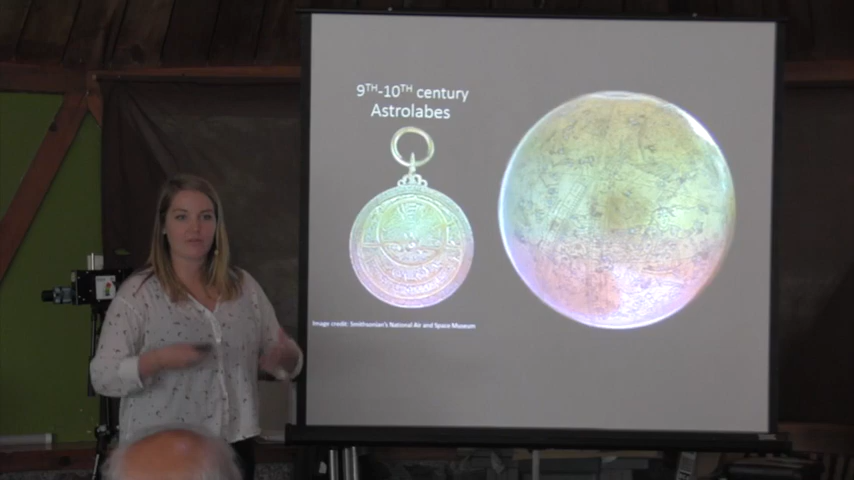 9TH-10TH century
Astrolabes
Image credit: Smithsonian's National Air and Space Museum